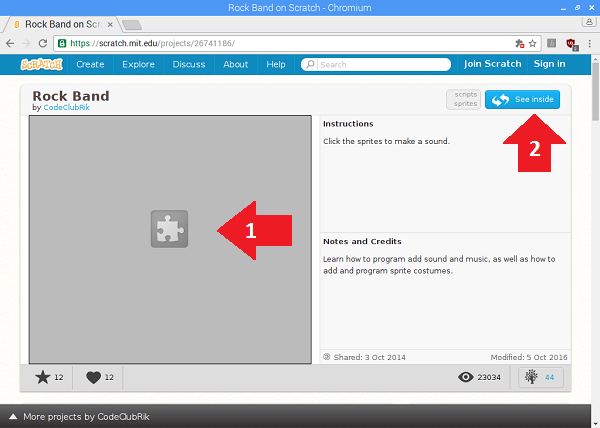 Rock Band on Scratch - Chromium
Rock Band on Scra
https://scratch.mit.edu/projects/26741186/
SCRATCH Create Explore Discuss About Help Search Join Scratch Sign in
Rock Band
by CodeClubRik
scripts
sprites
See inside
Instructions
Click the sprites to make a sound.
2
1
Notes and Credits
Learn how to program add sound and music, as well as how to
add and program sprite costumes.
Shared: 3 Oct 2014 Modified: 5 Oct 2016
12 12 23034 44
More projects by CodeClubRik